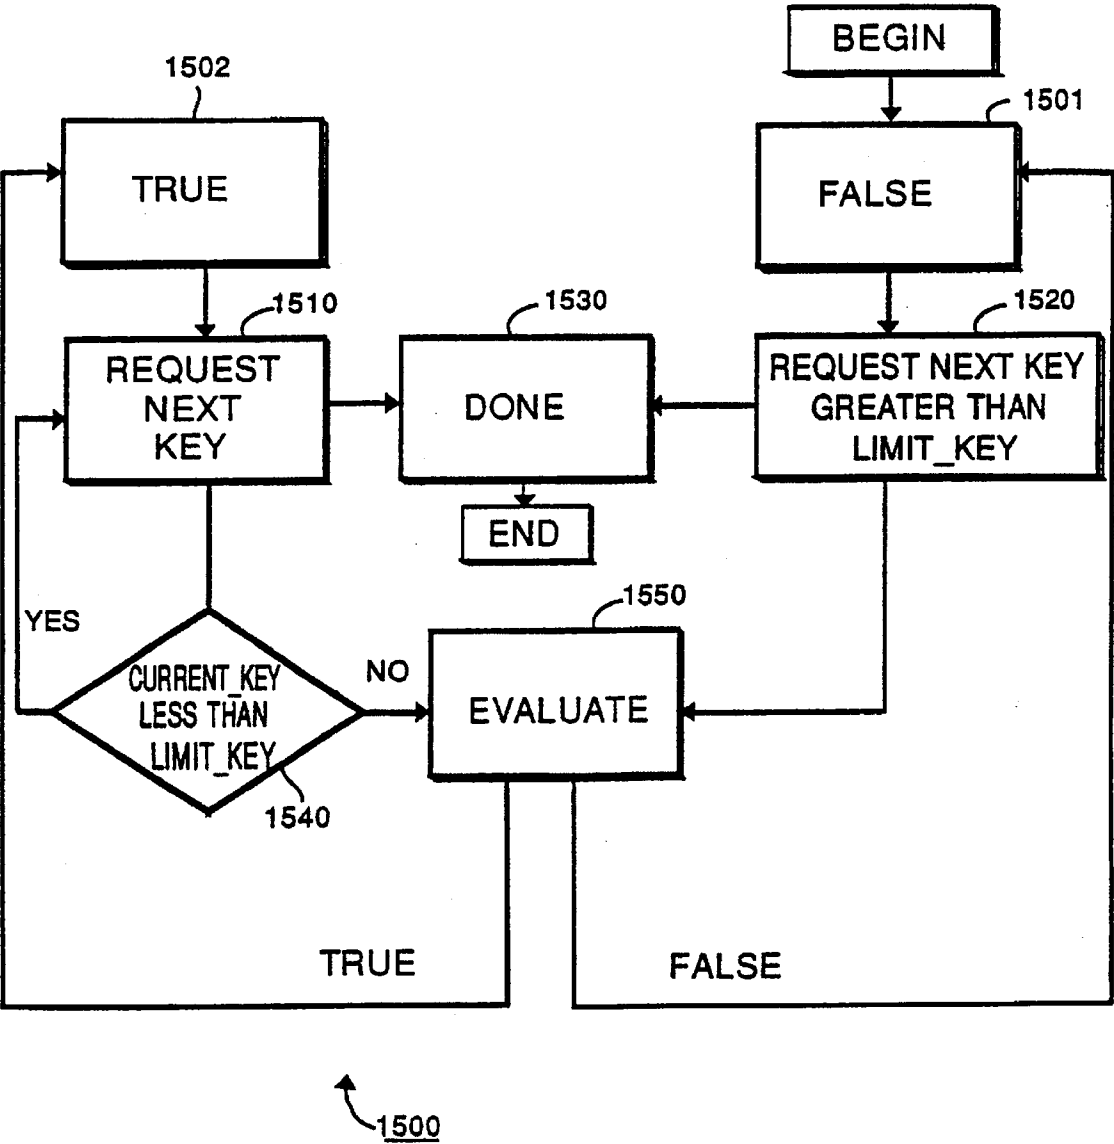 BEGIN
1502
1501
TRUE
FALSE
1510
1530
1520
REQUEST
NEXT
KEY
DONE
REQUEST NEXT KEY
GREATER THAN
LIMIT_KEY
END
1550
YES
CURRENT_KEY
LESS THAN
LIMIT_KEY
NO
EVALUATE
1540
TRUE
FALSE
1500